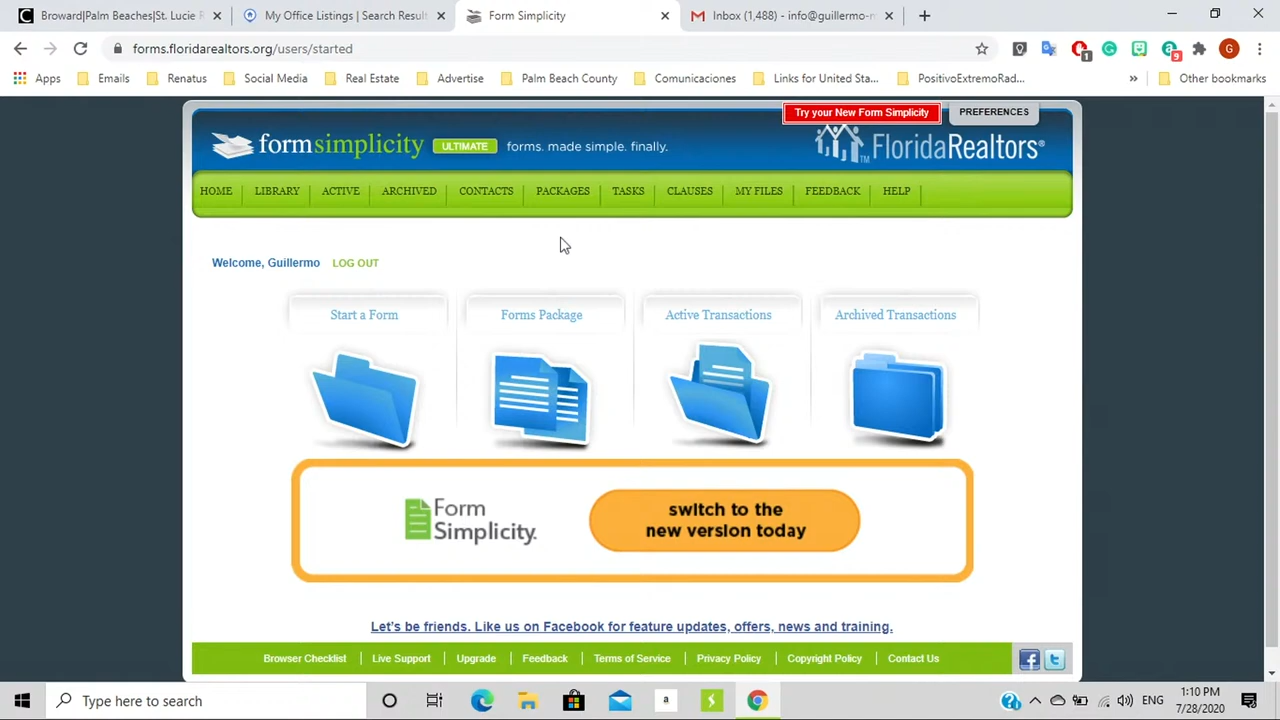 Broward|Palm Beaches|St. Lucie R
My Office Listings | Search Result
Form Simplicity
Inbox (1,488) - info@guillermo-m
forms.floridarealtors.org/users/started
Apps
Emails
Renatus
Social Media
Real Estate
Advertise
Palm Beach County
Comunicaciones
Links for United Sta...
PositivoExtremoRad...
»
Other bookmarks
Try your New Form Simplicity
PREFERENCES
formsimplicity ULTIMATE forms. made simple. finally.
FloridaRealtors
HOME LIBRARY ACTIVE ARCHIVED CONTACTS PACKAGES TASKS CLAUSES MY FILES FEEDBACK HELP
Welcome, Guillermo LOG OUT
Start a Form
Forms Package
Active Transactions
Archived Transactions
Form
Simplicity.
switch to the
new version today
Let's be friends. Like us on Facebook for feature updates, offers, news and training.
Browser Checklist | Live Support | Upgrade | Feedback | Terms of Service | Privacy Policy | Copyright Policy | Contact Us
Type here to search
ENG
1:10 PM
7/28/2020